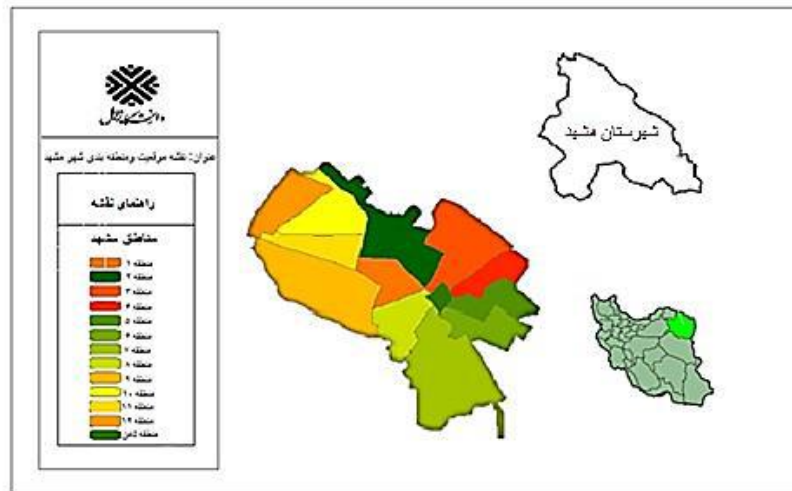 دانشگاه زابل
عنوان: نقشه موقعیت ومنطقه بندی شهر مشهد
راهنمای نقشه
مناطق مشهد
منطقه ۱
منطقه ۲
منطقه ۳
منطقه ۴
منطقه ۵
منطقه ۶
منطقه ۷
منطقه ۸
منطقه ۹
منطقه ۱۰
منطقه ۱۱
منطقه ۱۲
منطقه ثامن
شهرستان مشهد